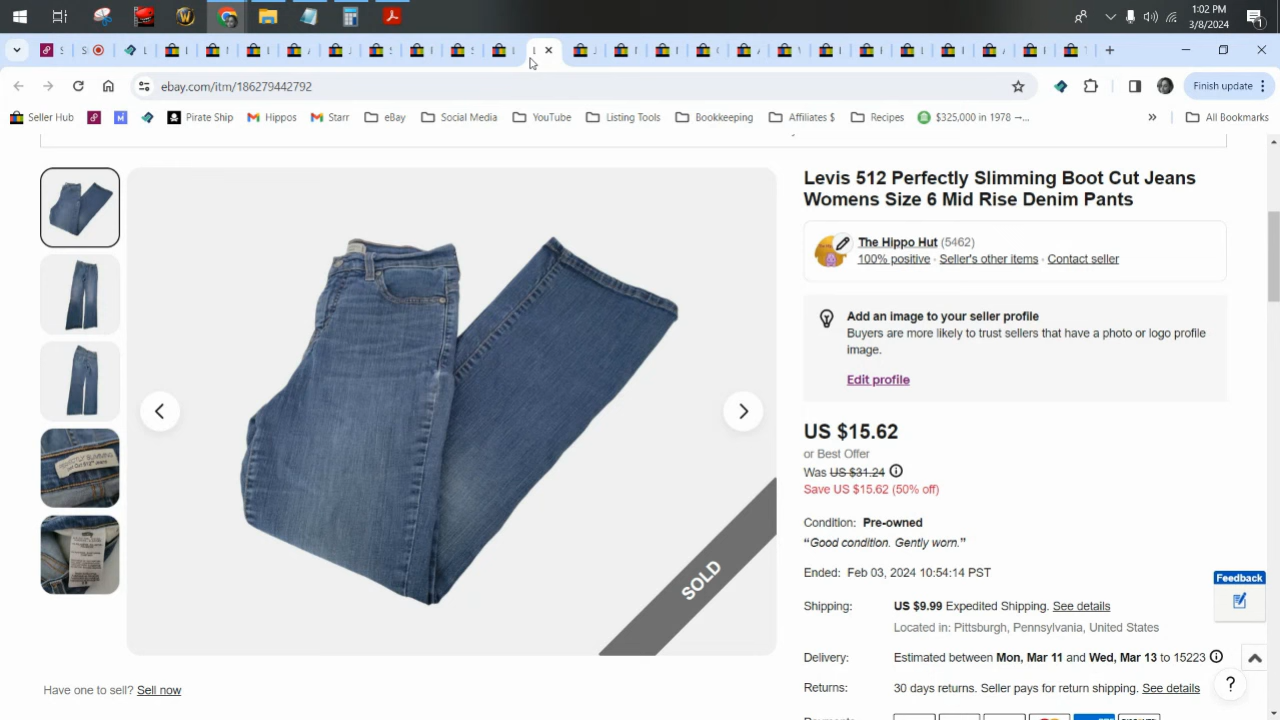 1:02 PM
3/8/2024
ebay.com/itm/186279442792
Finish update
Seller Hub
Pirate Ship
Hippos
Starr
eBay
Social Media
YouTube
Listing Tools
Bookkeeping
Affiliates $
Recipes
$325,000 in 1978 →...
»
All Bookmarks
Levis 512 Perfectly Slimming Boot Cut Jeans
Womens Size 6 Mid Rise Denim Pants
The Hippo Hut (5462)
100% positive · Seller's other items · Contact seller
Add an image to your seller profile
Buyers are more likely to trust sellers that have a photo or logo profile
image.
Edit profile
US $15.62
or Best Offer
Was US $31.24
Save US $15.62 (50% off)
Condition: Pre-owned
“Good condition. Gently worn.”
Ended: Feb 03, 2024 10:54:14 PST
Shipping: US $9.99 Expedited Shipping. See details
Located in: Pittsburgh, Pennsylvania, United States
Delivery: Estimated between Mon, Mar 11 and Wed, Mar 13 to 15223
Returns: 30 days returns. Seller pays for return shipping. See details
SOLD
Feedback
?
Have one to sell? Sell now
PERFECTLY SLIMMING